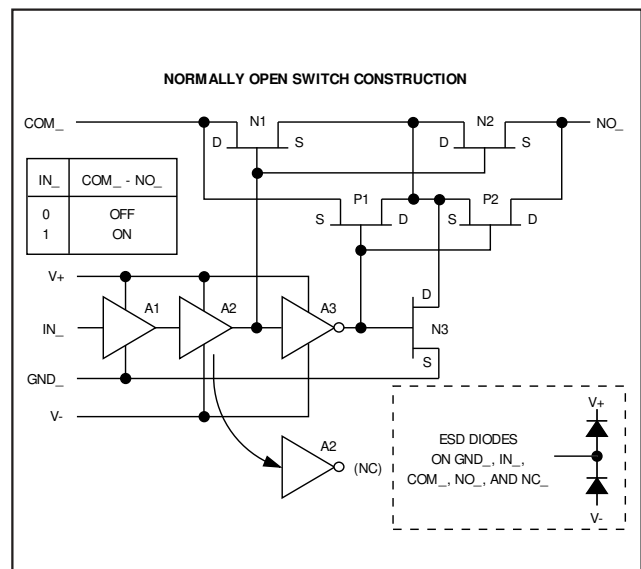 NORMALLY OPEN SWITCH CONSTRUCTION
COM_
N1
N2
NO_
D
S
D
S
IN_ COM_ - NO_
0 OFF
1 ON
P1
P2
S
D
S
D
V+
A1
A2
A3
D
N3
IN_
S
GND_
V-
A2
(NC)
V+
ESD DIODES
ON GND_, IN_,
COM_, NO_, AND NC_
V-